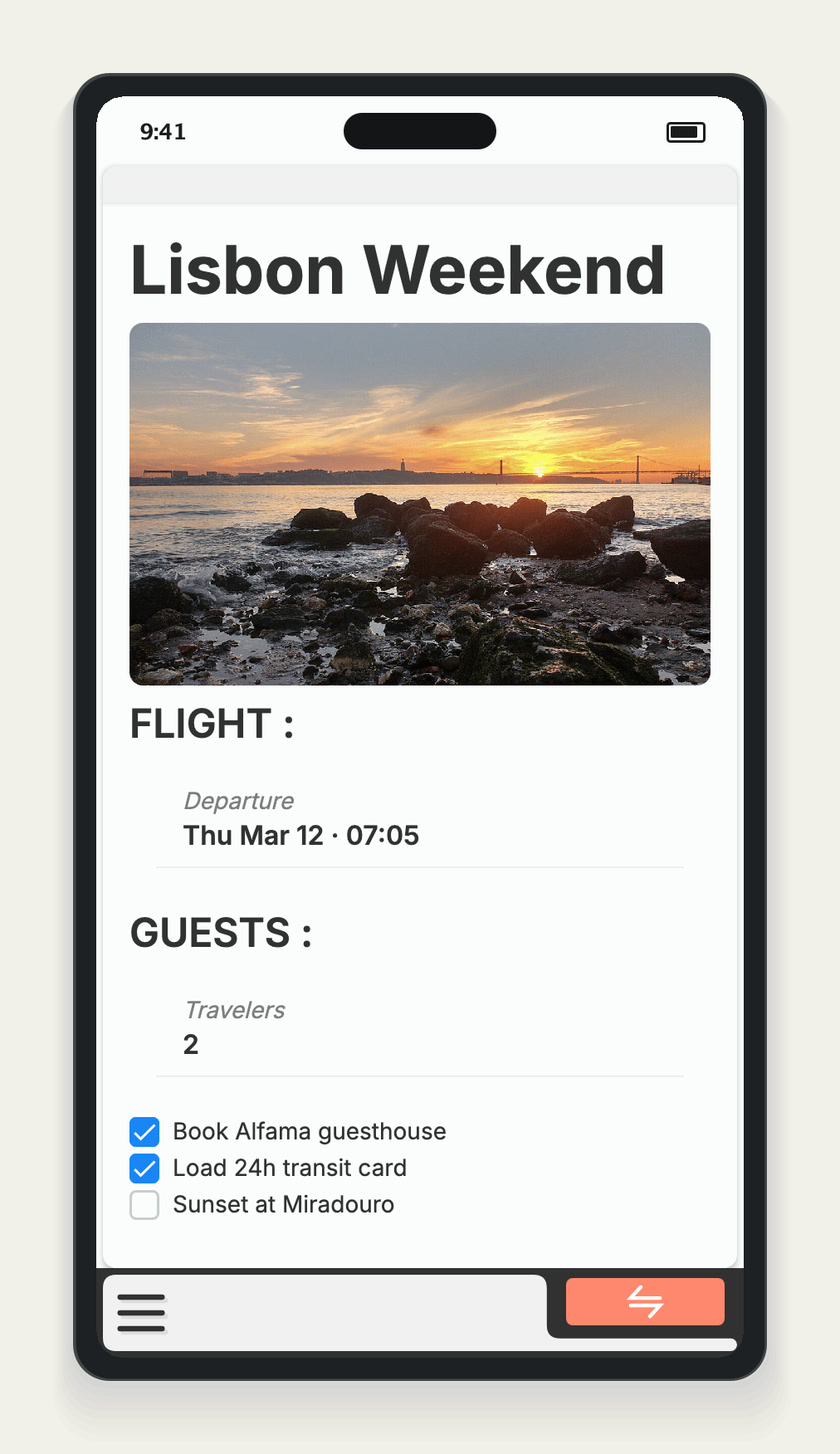 9:41
Lisbon Weekend
FLIGHT :
Departure
Thu Mar 12 · 07:05
GUESTS :
Travelers
2
Book Alfama guesthouse
Load 24h transit card
Sunset at Miradouro